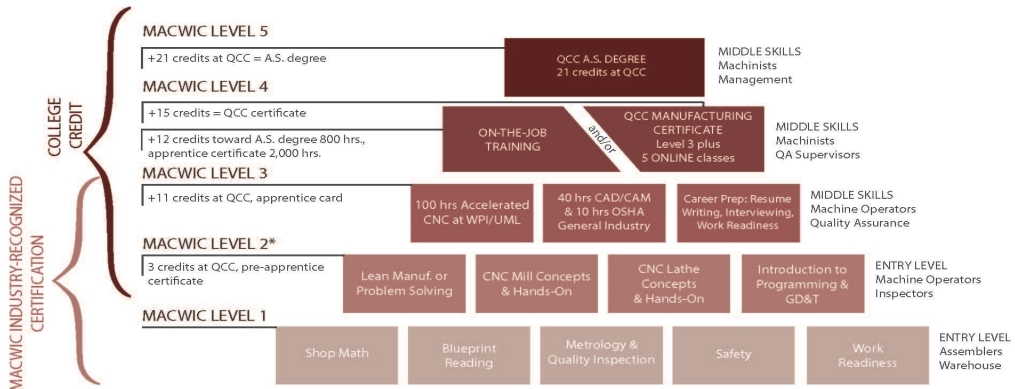 MACWIC LEVEL 5
+21 credits at QCC = A.S. degree
QCC A.S. DEGREE
21 credits at QCC
MIDDLE SKILLS
Machinists
Management
MACWIC LEVEL 4
+15 credits = QCC certificate
+12 credits toward A.S. degree 800 hrs.,
apprentice certificate 2,000 hrs.
ON-THE-JOB
TRAINING
and/or
QCC MANUFACTURING
CERTIFICATE
Level 3 plus
5 ONLINE classes
MIDDLE SKILLS
Machinists
QA Supervisors
MACWIC LEVEL 3
+11 credits at QCC, apprentice card
100 hrs Accelerated
CNC at WPI/UML
40 hrs CAD/CAM
& 10 hrs OSHA
General Industry
Career Prep: Resume
Writing, Interviewing,
Work Readiness
MIDDLE SKILLS
Machine Operators
Quality Assurance
MACWIC LEVEL 2*
3 credits at QCC, pre-apprentice
certificate
Lean Manuf. or
Problem Solving
CNC Mill Concepts
& Hands-On
CNC Lathe
Concepts
& Hands-On
Introduction to
Programming &
GD&T
ENTRY LEVEL
Machine Operators
Inspectors
MACWIC LEVEL 1
Shop Math
Blueprint
Reading
Metrology &
Quality Inspection
Safety
Work
Readiness
ENTRY LEVEL
Assemblers
Warehouse
COLLEGE
CREDIT
MACWIC INDUSTRY-RECOGNIZED
CERTIFICATION